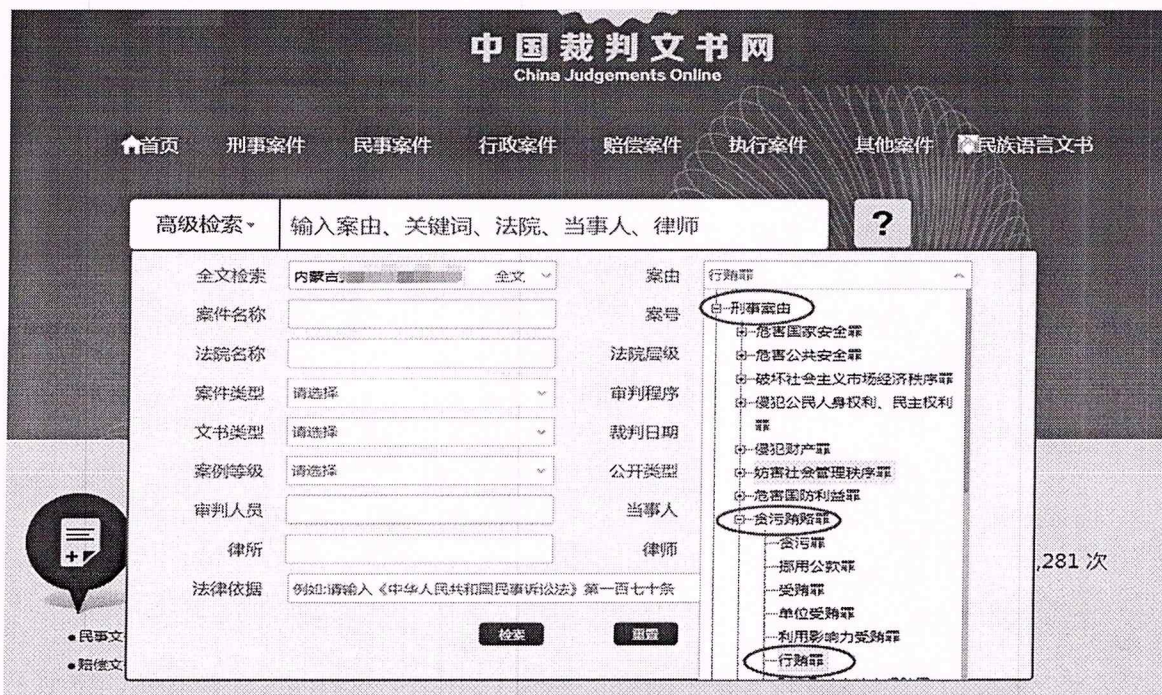 中国裁判文书网
China Judgements Online
首页 刑事案件 民事案件 行政案件 赔偿案件 执行案件 其他案件 民族语言文书
高级检索 输入案由、关键词、法院、当事人、律师 ?
全文检索 内蒙古 全文 案由 行贿罪
案件名称 案号
法院名称 法院层级
案件类型 请选择 审判程序
文书类型 请选择 裁判日期
案例等级 请选择 公开类型
审判人员 当事人
律所 律师
法律依据 例如:请输入《中华人民共和国民事诉讼法》第一百七十条
检索 重置
刑事案由
危害国家安全罪
危害公共安全罪
破坏社会主义市场经济秩序罪
侵犯公民人身权利、民主权利
罪
侵犯财产罪
妨害社会管理秩序罪
危害国防利益罪
贪污贿赂罪
贪污罪
挪用公款罪
受贿罪
单位受贿罪
利用影响力受贿罪
行贿罪
,281 次
•民事文
•赔偿文